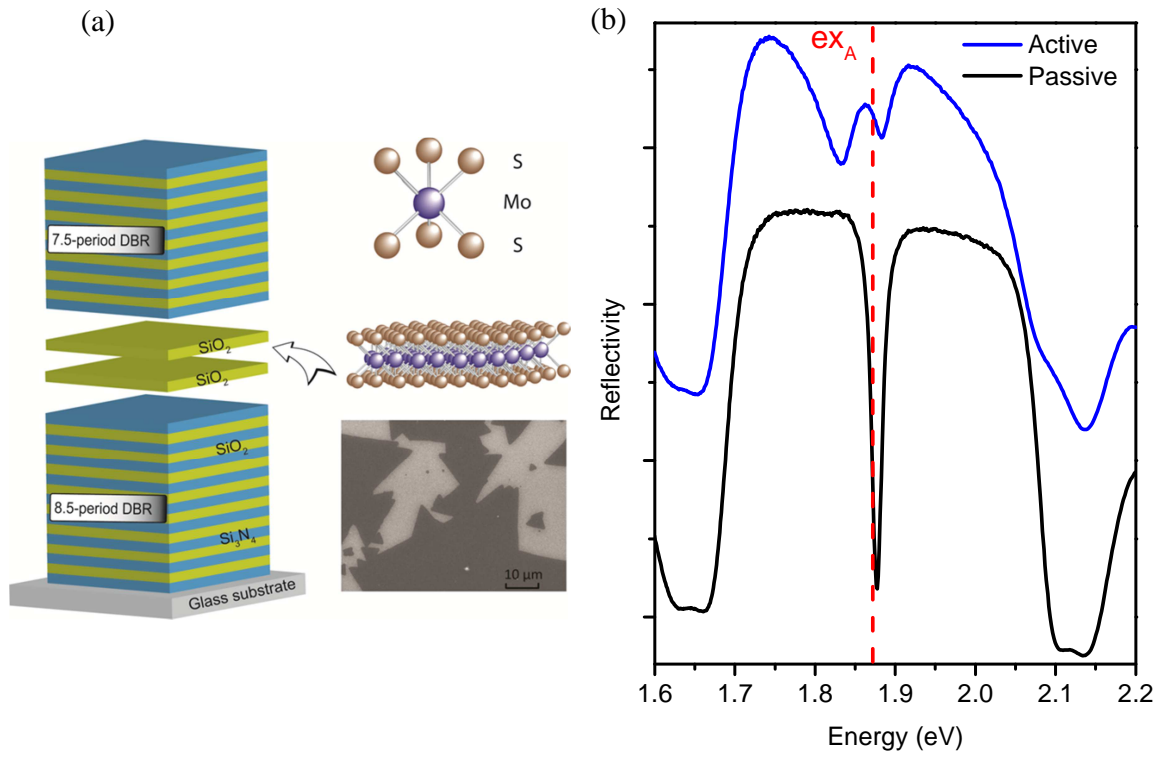 (a)
7.5-period DBR
SiO₂
SiO₂
SiO₂
8.5-period DBR
Si₃N₄
Glass substrate
S
Mo
S
10 µm
(b)
exA
Active
Passive
Reflectivity
1.6 1.7 1.8 1.9 2.0 2.1 2.2
Energy (eV)